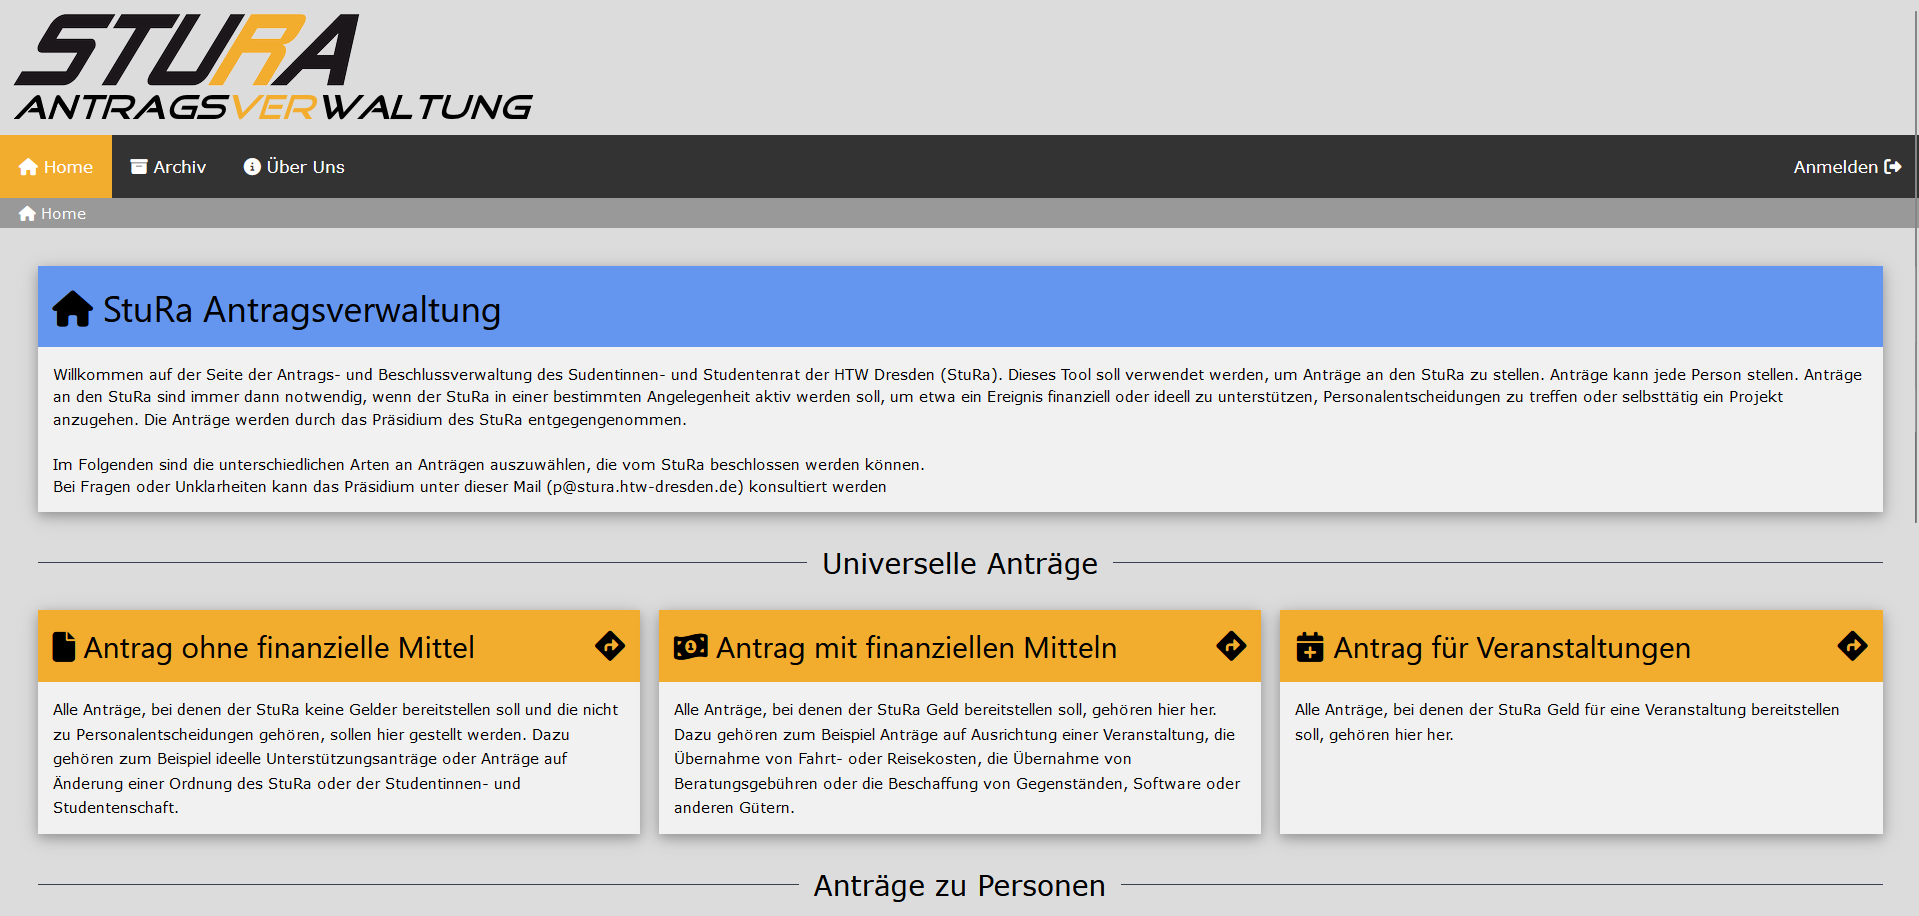 STURA
ANTRAGSVERWALTUNG
Home
Archiv
Über Uns
Anmelden
Home
StuRa Antragsverwaltung
Willkommen auf der Seite der Antrags- und Beschlussverwaltung des Sudentinnen- und Studentenrat der HTW Dresden (StuRa). Dieses Tool soll verwendet werden, um Anträge an den StuRa zu stellen. Anträge kann jede Person stellen. Anträge
an den StuRa sind immer dann notwendig, wenn der StuRa in einer bestimmten Angelegenheit aktiv werden soll, um etwa ein Ereignis finanziell oder ideell zu unterstützen, Personalentscheidungen zu treffen oder selbsttätig ein Projekt
anzugehen. Die Anträge werden durch das Präsidium des StuRa entgegengenommen.
Im Folgenden sind die unterschiedlichen Arten an Anträgen auszuwählen, die vom StuRa beschlossen werden können.
Bei Fragen oder Unklarheiten kann das Präsidium unter dieser Mail (p@stura.htw-dresden.de) konsultiert werden
Universelle Anträge
Antrag ohne finanzielle Mittel
Alle Anträge, bei denen der StuRa keine Gelder bereitstellen soll und die nicht
zu Personalentscheidungen gehören, sollen hier gestellt werden. Dazu
gehören zum Beispiel ideelle Unterstützungsanträge oder Anträge auf
Änderung einer Ordnung des StuRa oder der Studentinnen- und
Studentenschaft.
Antrag mit finanziellen Mitteln
Alle Anträge, bei denen der StuRa Geld bereitstellen soll, gehören hier her.
Dazu gehören zum Beispiel Anträge auf Ausrichtung einer Veranstaltung, die
Übernahme von Fahrt- oder Reisekosten, die Übernahme von
Beratungsgebühren oder die Beschaffung von Gegenständen, Software oder
anderen Gütern.
Antrag für Veranstaltungen
Alle Anträge, bei denen der StuRa Geld für eine Veranstaltung bereitstellen
soll, gehören hier her.
Anträge zu Personen